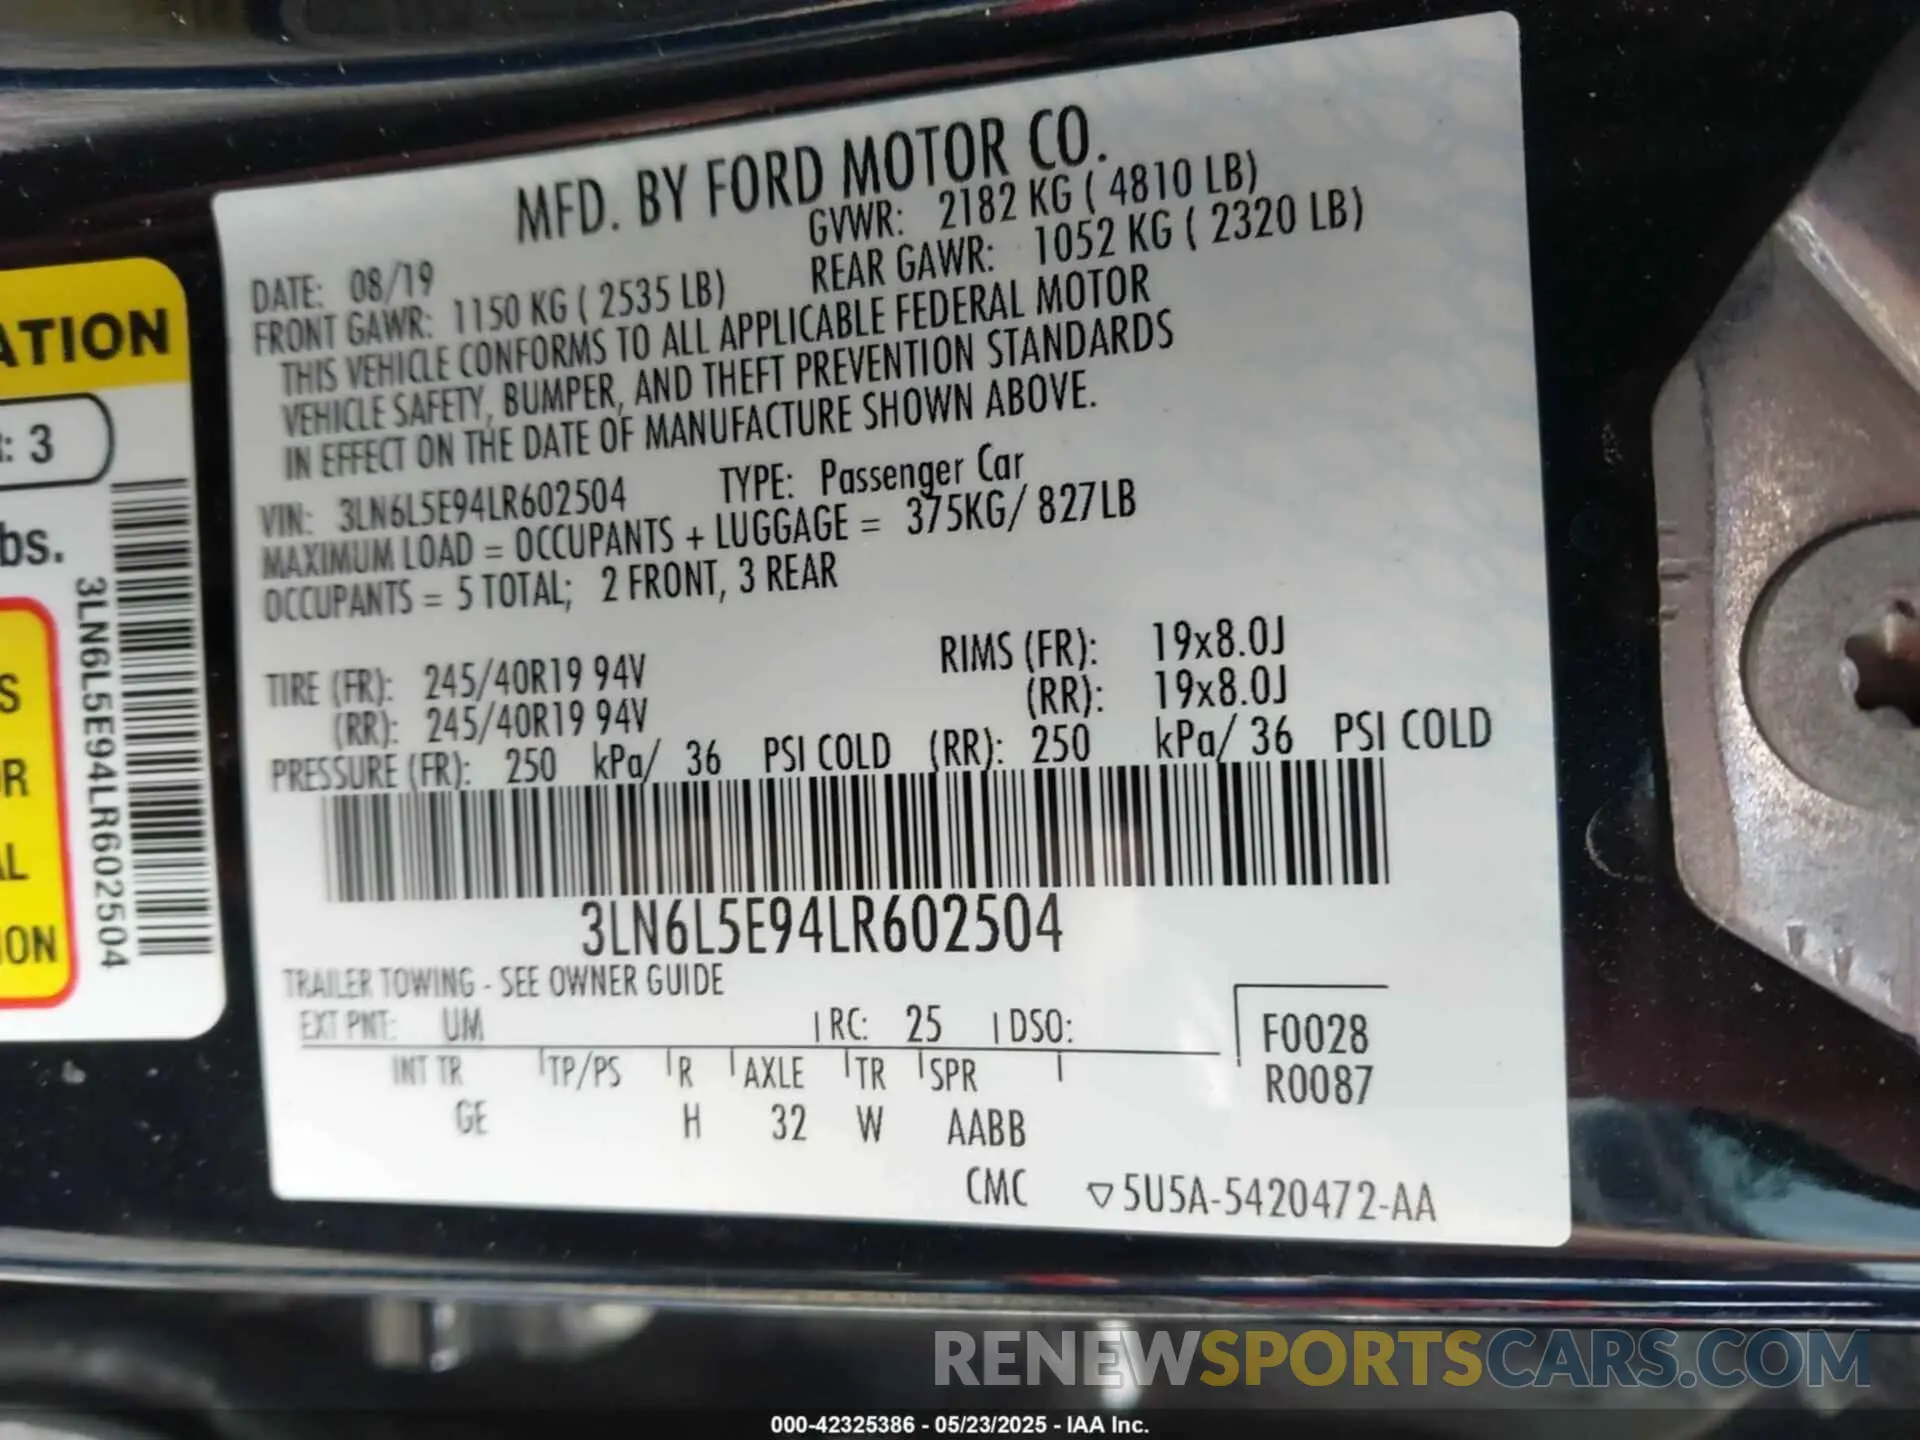 MFD. BY FORD MOTOR CO.
DATE: 08/19 GVWR: 2182 KG ( 4810 LB)
FRONT GAWR: 1150 KG ( 2535 LB) REAR GAWR: 1052 KG ( 2320 LB)
THIS VEHICLE CONFORMS TO ALL APPLICABLE FEDERAL MOTOR
VEHICLE SAFETY, BUMPER, AND THEFT PREVENTION STANDARDS
IN EFFECT ON THE DATE OF MANUFACTURE SHOWN ABOVE.
VIN: 3LN6L5E94LR602504 TYPE: Passenger Car
MAXIMUM LOAD = OCCUPANTS + LUGGAGE = 375KG/ 827LB
OCCUPANTS = 5 TOTAL; 2 FRONT, 3 REAR
TIRE (FR): 245/40R19 94V RIMS (FR): 19x8.0J
(RR): 245/40R19 94V (RR): 19x8.0J
PRESSURE (FR): 250 kPa/ 36 PSI COLD (RR): 250 kPa/ 36 PSI COLD
3LN6L5E94LR602504
TRAILER TOWING - SEE OWNER GUIDE
EXT PNT: UM RC: 25 DSO:
INT TR TP/PS R AXLE TR SPR
GE H 32 W AABB
F0028
R0087
CMC ▽5U5A-5420472-AA
ATION
: 3
bs.
3LN6L5E94LR602504
S
OR
AL
ION
RENEWSPORTSCARS.COM
000-42325386 - 05/23/2025 - IAA Inc.